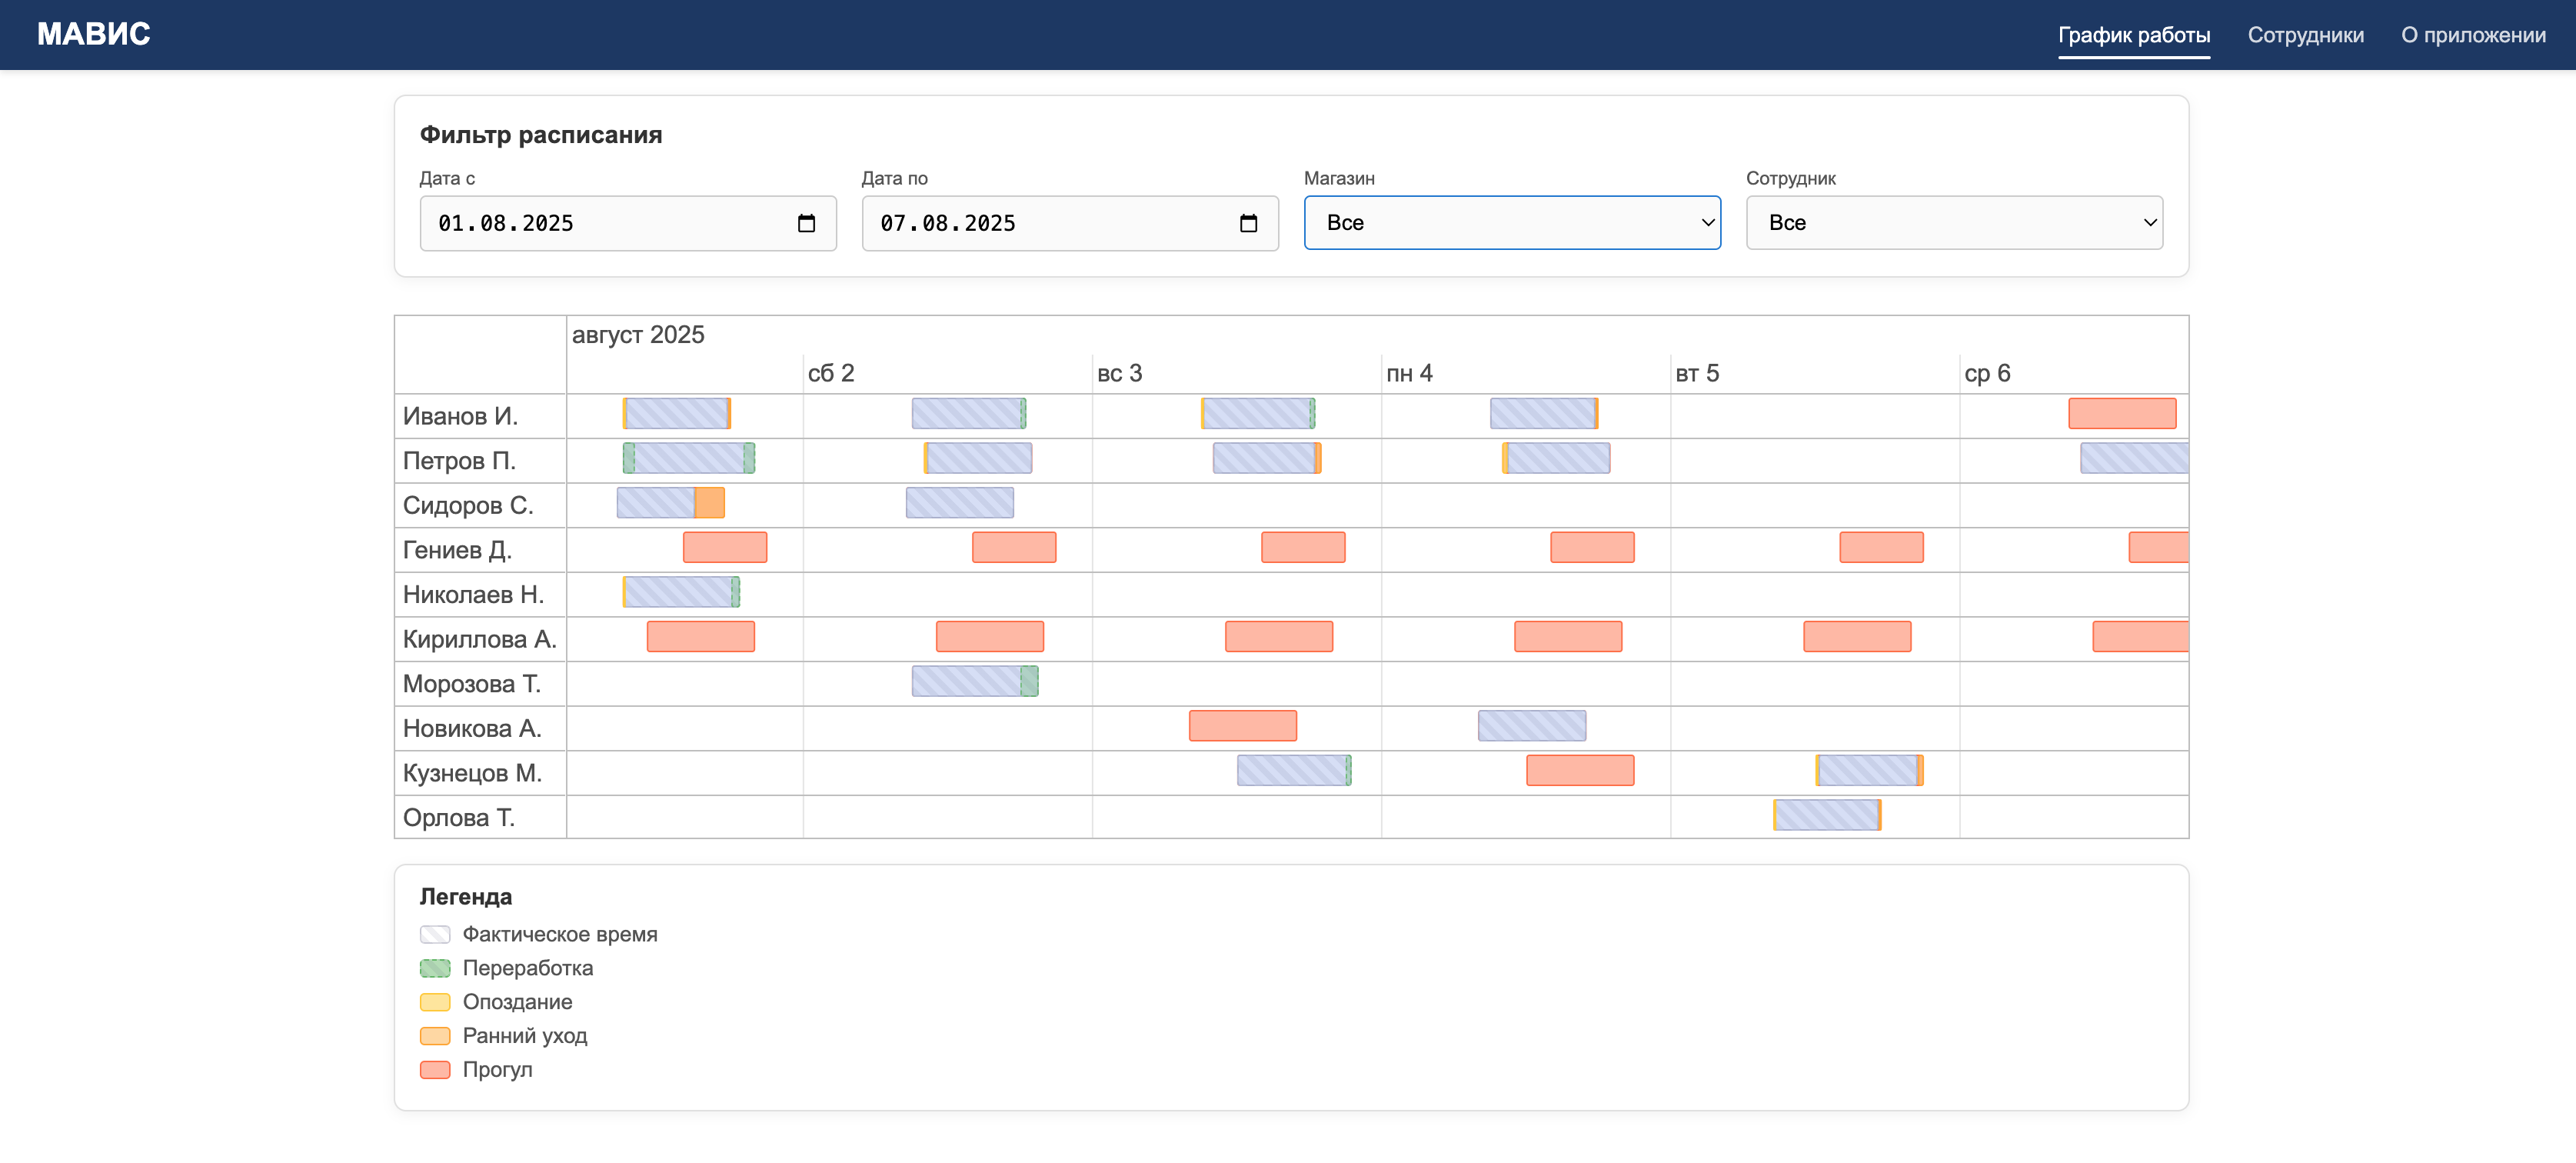 МАВИС
График работы
Сотрудники
О приложении
Фильтр расписания
Дата с
Дата по
Магазин
Сотрудник
01.08.2025
07.08.2025
Все
Все
август 2025
сб 2
вс 3
пн 4
вт 5
ср 6
Иванов И.
Петров П.
Сидоров С.
Гениев Д.
Николаев Н.
Кириллова А.
Морозова Т.
Новикова А.
Кузнецов М.
Орлова Т.
Легенда
Фактическое время
Переработка
Опоздание
Ранний уход
Прогул